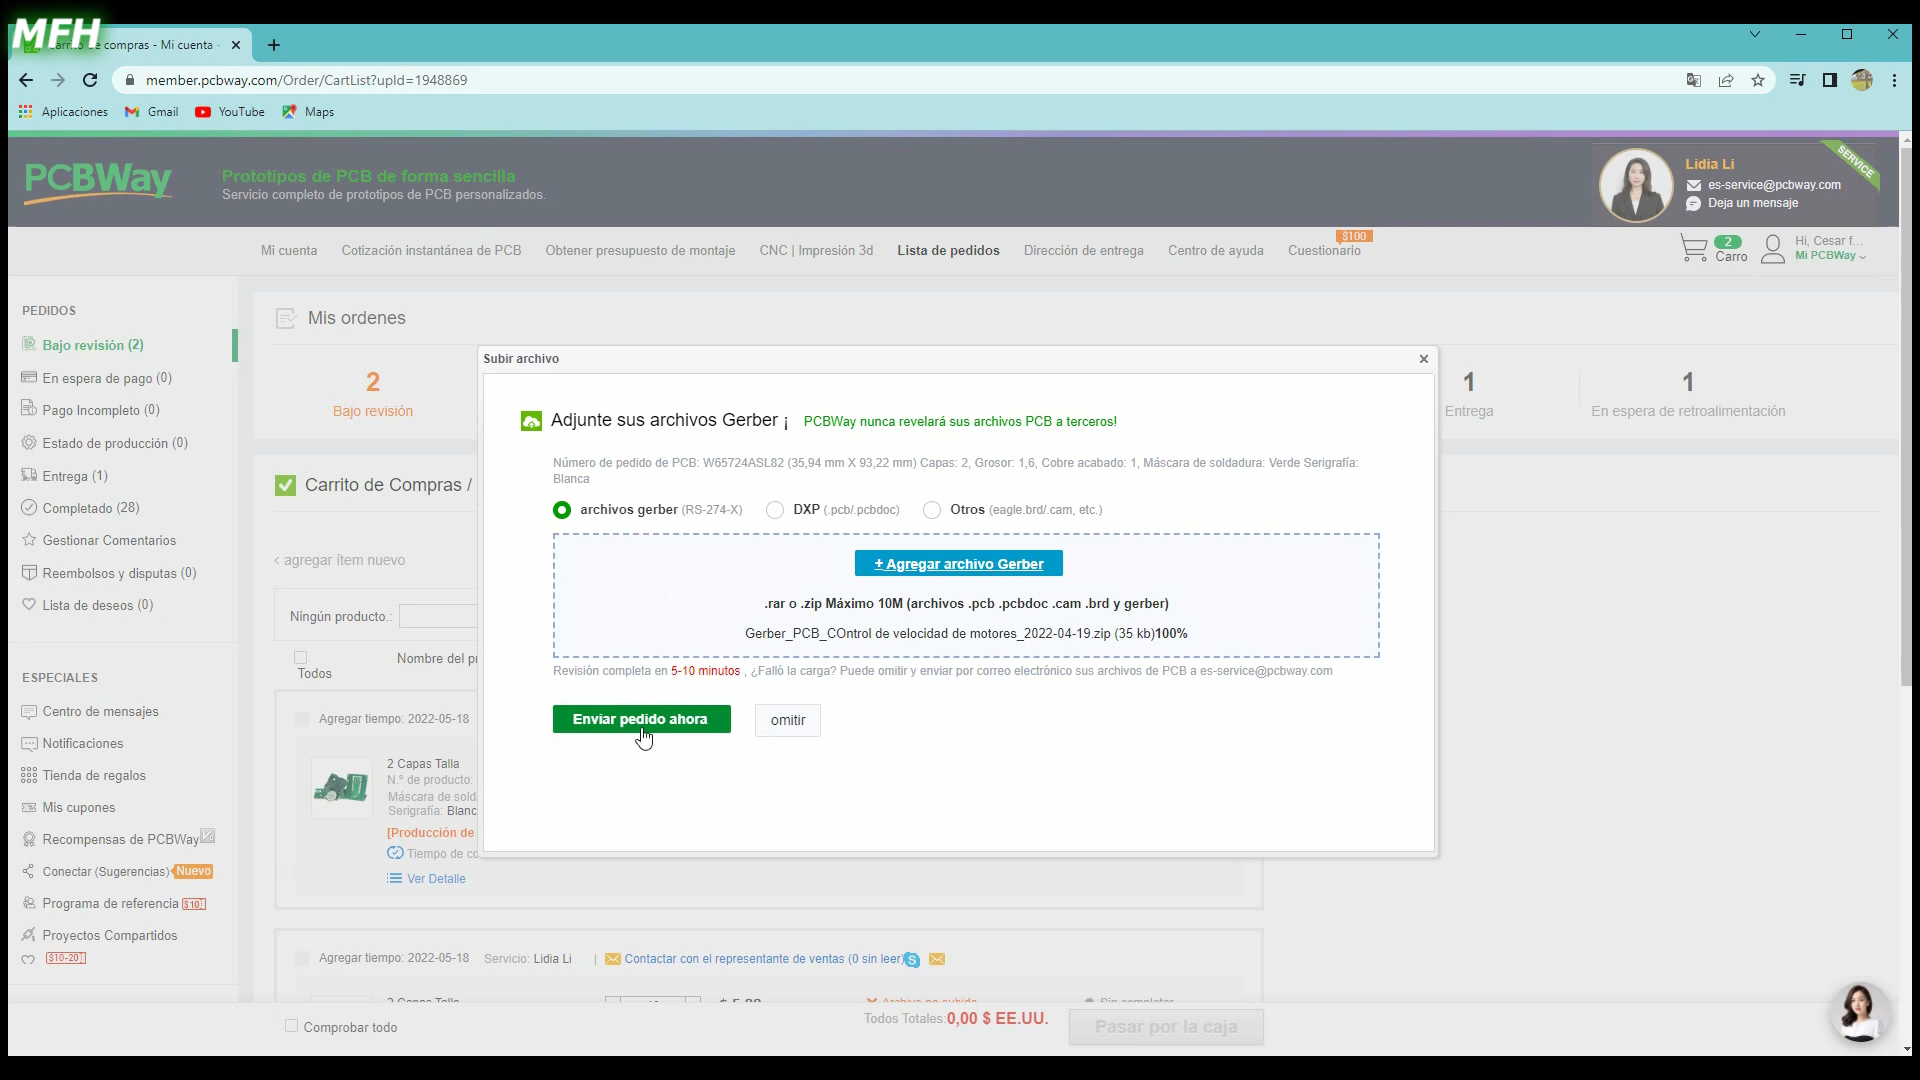 MFH
compras - Mi cuenta
member.pcbway.com/Order/CartList?upId=1948869
Aplicaciones Gmail YouTube Maps
PCBWay
Prototipos de PCB de forma sencilla
Servicio completo de prototipos de PCB personalizados.
Lidia Li
es-service@pcbway.com
Deja un mensaje
SERVICE
Mi cuenta Cotización instantánea de PCB Obtener presupuesto de montaje CNC | Impresión 3d Lista de pedidos Dirección de entrega Centro de ayuda Cuestionario $100
2 Carro
Hi, Cesar f...
Mi PCBWay
PEDIDOS
Bajo revisión (2)
En espera de pago (0)
Pago Incompleto (0)
Estado de producción (0)
Entrega (1)
Completado (28)
Gestionar Comentarios
Reembolsos y disputas (0)
Lista de deseos (0)
ESPECIALES
Centro de mensajes
Notificaciones
Tienda de regalos
Mis cupones
Recompensas de PCBWay
Conectar (Sugerencias) Nuevo
Programa de referencia $10!
Proyectos Compartidos
$10-20!
Mis ordenes
2
Bajo revisión
1
Entrega
1
En espera de retroalimentación
Carrito de Compras /
< agregar ítem nuevo
Ningún producto.:
Todos
Nombre del pr
Agregar tiempo: 2022-05-18
2 Capas Talla
N.º de producto:
Máscara de sold
Serigrafía: Blanc
[Producción de
Tiempo de co
Ver Detalle
Subir archivo
×
Adjunte sus archivos Gerber ¡ PCBWay nunca revelará sus archivos PCB a terceros!
Número de pedido de PCB: W65724ASL82 (35,94 mm X 93,22 mm) Capas: 2, Grosor: 1,6, Cobre acabado: 1, Máscara de soldadura: Verde Serigrafía:
Blanca
archivos gerber (RS-274-X) DXP (.pcb/.pcbdoc) Otros (eagle.brd/.cam, etc.)
+ Agregar archivo Gerber
.rar o .zip Máximo 10M (archivos .pcb .pcbdoc .cam .brd y gerber)
Gerber_PCB_COntrol de velocidad de motores_2022-04-19.zip (35 kb)100%
Revisión completa en 5-10 minutos , ¿Falló la carga? Puede omitir y enviar por correo electrónico sus archivos de PCB a es-service@pcbway.com
Enviar pedido ahora omitir
Agregar tiempo: 2022-05-18 Servicio: Lidia Li | Contactar con el representante de ventas (0 sin leer)
2 Capas Talla
Comprobar todo
Todos Totales:0,00 $ EE.UU.
Pasar por la caja